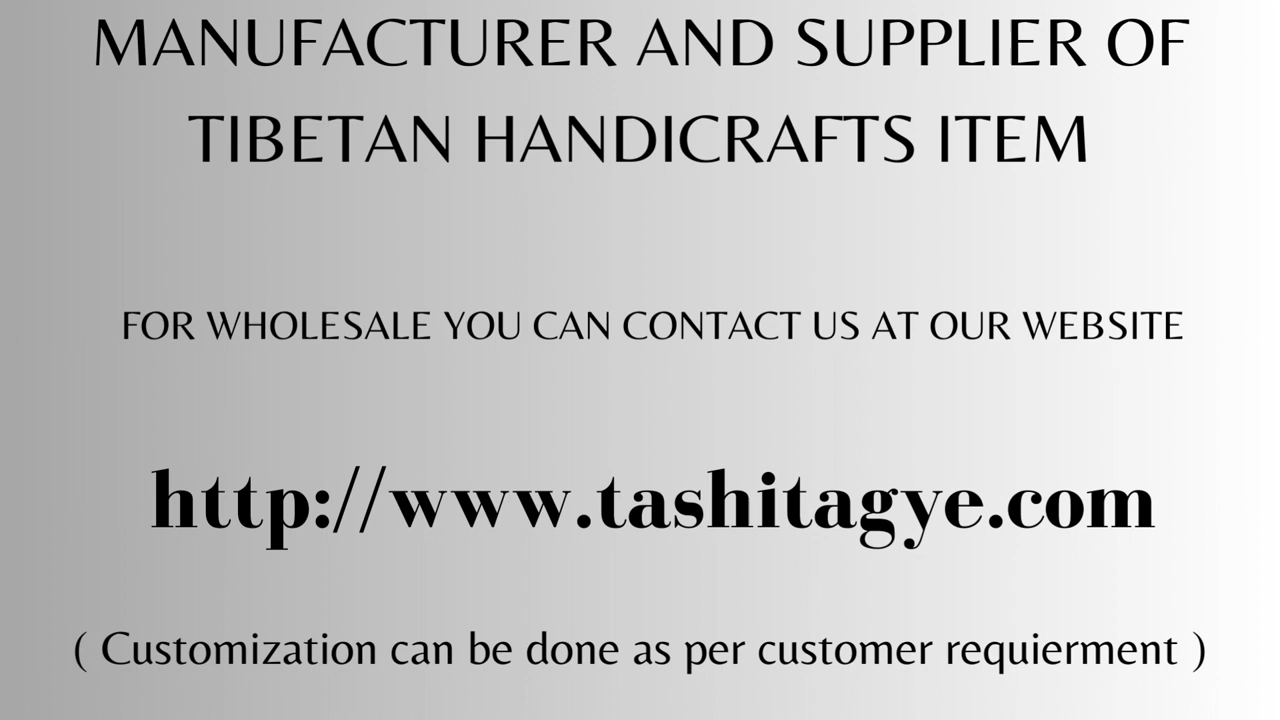 MANUFACTURER AND SUPPLIER OF
TIBETAN HANDICRAFTS ITEM
FOR WHOLESALE YOU CAN CONTACT US AT OUR WEBSITE
http://www.tashitagye.com
( Customization can be done as per customer requierment )